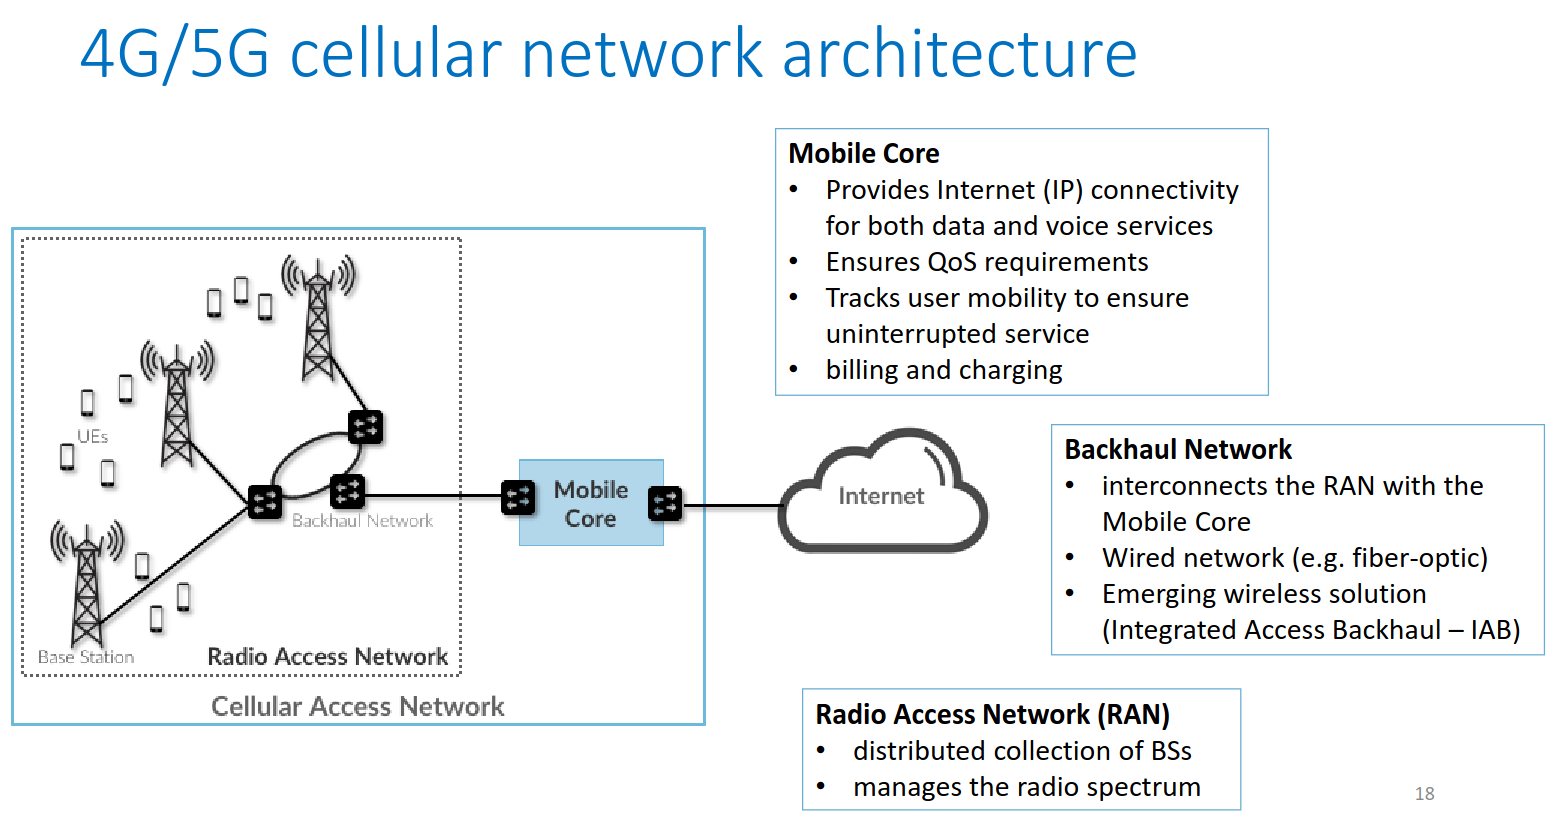 4G/5G cellular network architecture
Mobile Core
• Provides Internet (IP) connectivity
for both data and voice services
• Ensures QoS requirements
• Tracks user mobility to ensure
uninterrupted service
• billing and charging
UEs
Backhaul Network
Base Station
Radio Access Network
Cellular Access Network
Mobile
Core
Internet
Backhaul Network
• interconnects the RAN with the
Mobile Core
• Wired network (e.g. fiber-optic)
• Emerging wireless solution
(Integrated Access Backhaul – IAB)
Radio Access Network (RAN)
• distributed collection of BSs
• manages the radio spectrum
18